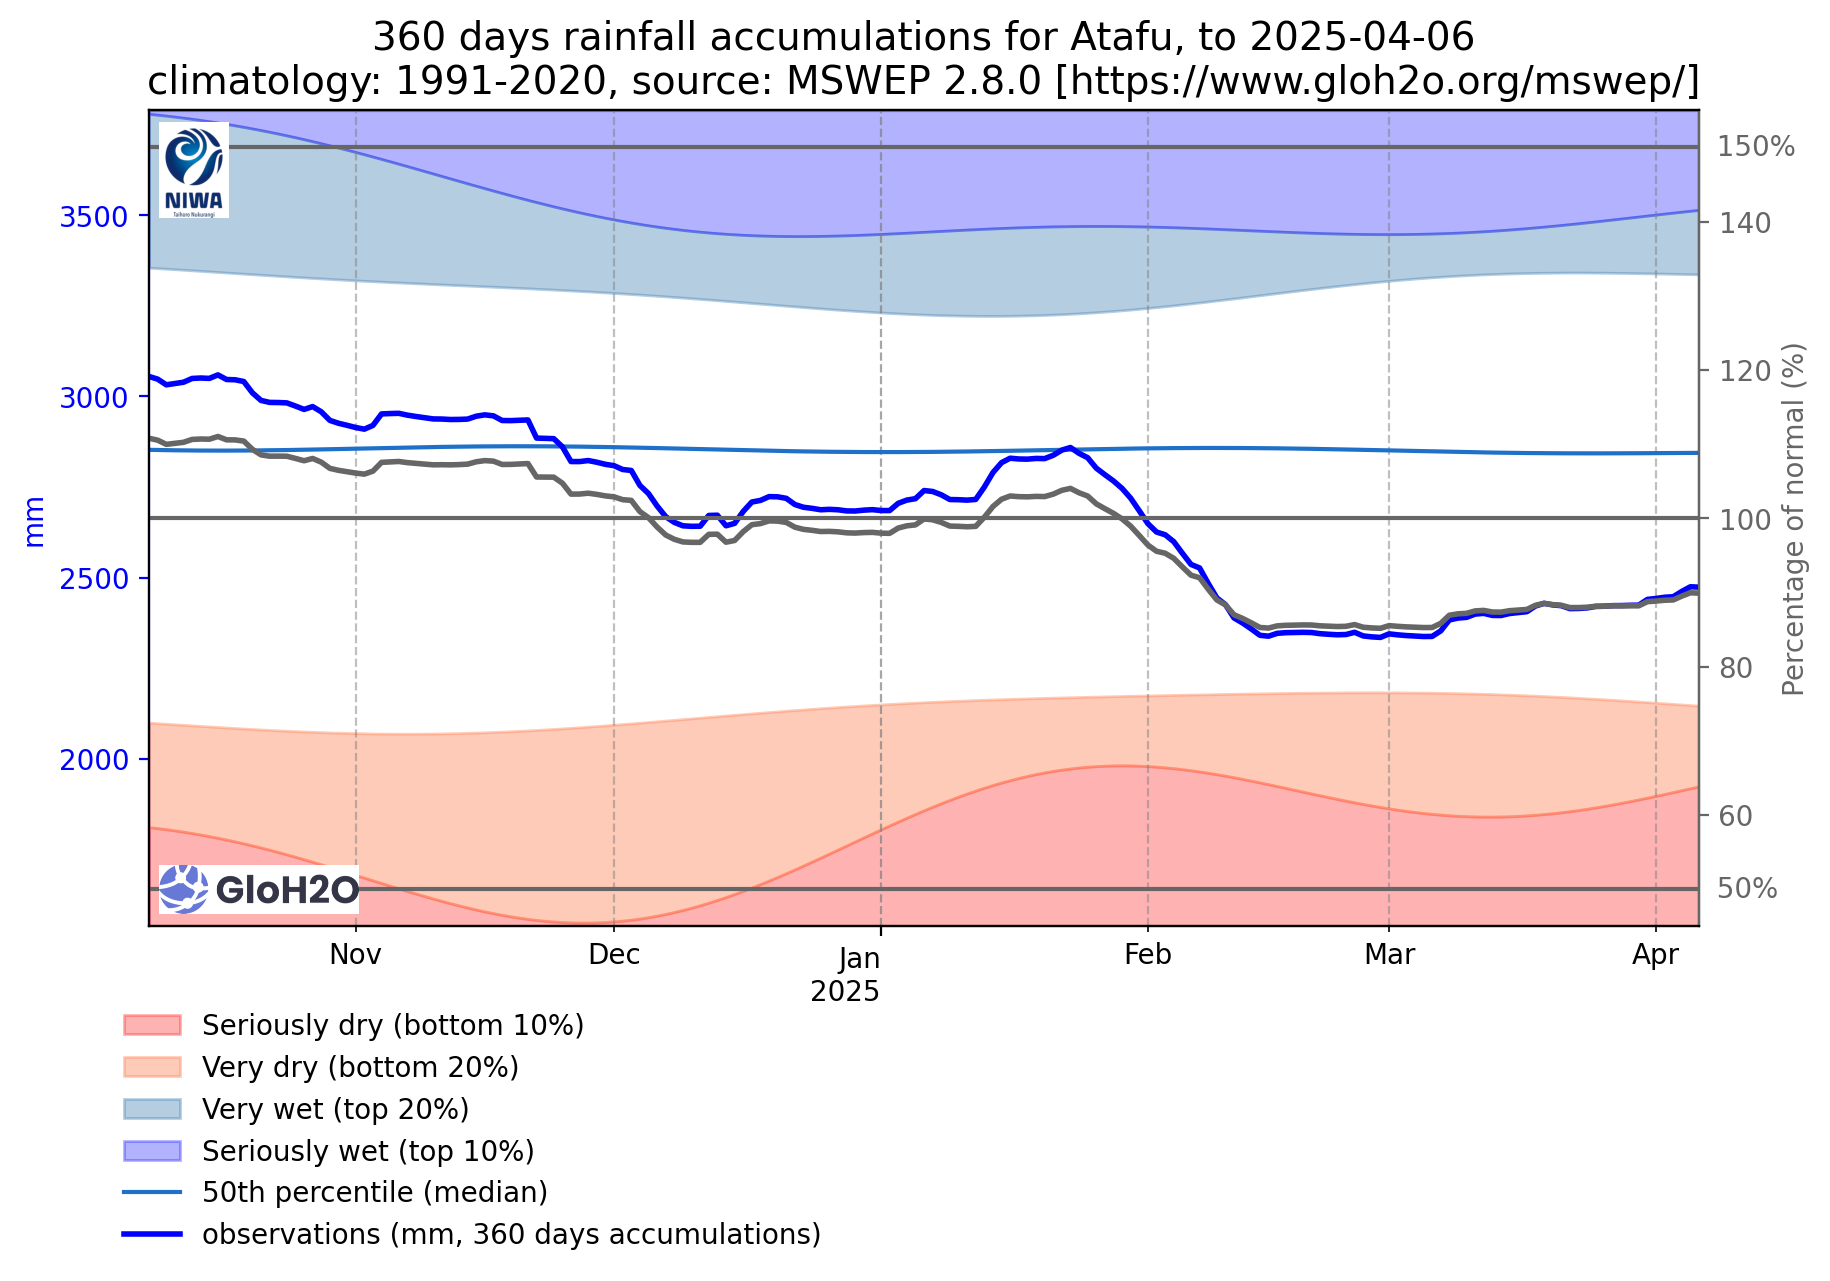 360 days rainfall accumulations for Atafu, to 2025-04-06
climatology: 1991-2020, source: MSWEP 2.8.0 [https://www.gloh2o.org/mswep/]
NIWA
Taihoro Nukurangi
150%
3500
140
120
3000
Percentage of normal (%)
mm
100
2500
80
2000
60
GloH2O
50%
Nov
Dec
Jan
2025
Feb
Mar
Apr
Seriously dry (bottom 10%)
Very dry (bottom 20%)
Very wet (top 20%)
Seriously wet (top 10%)
50th percentile (median)
observations (mm, 360 days accumulations)